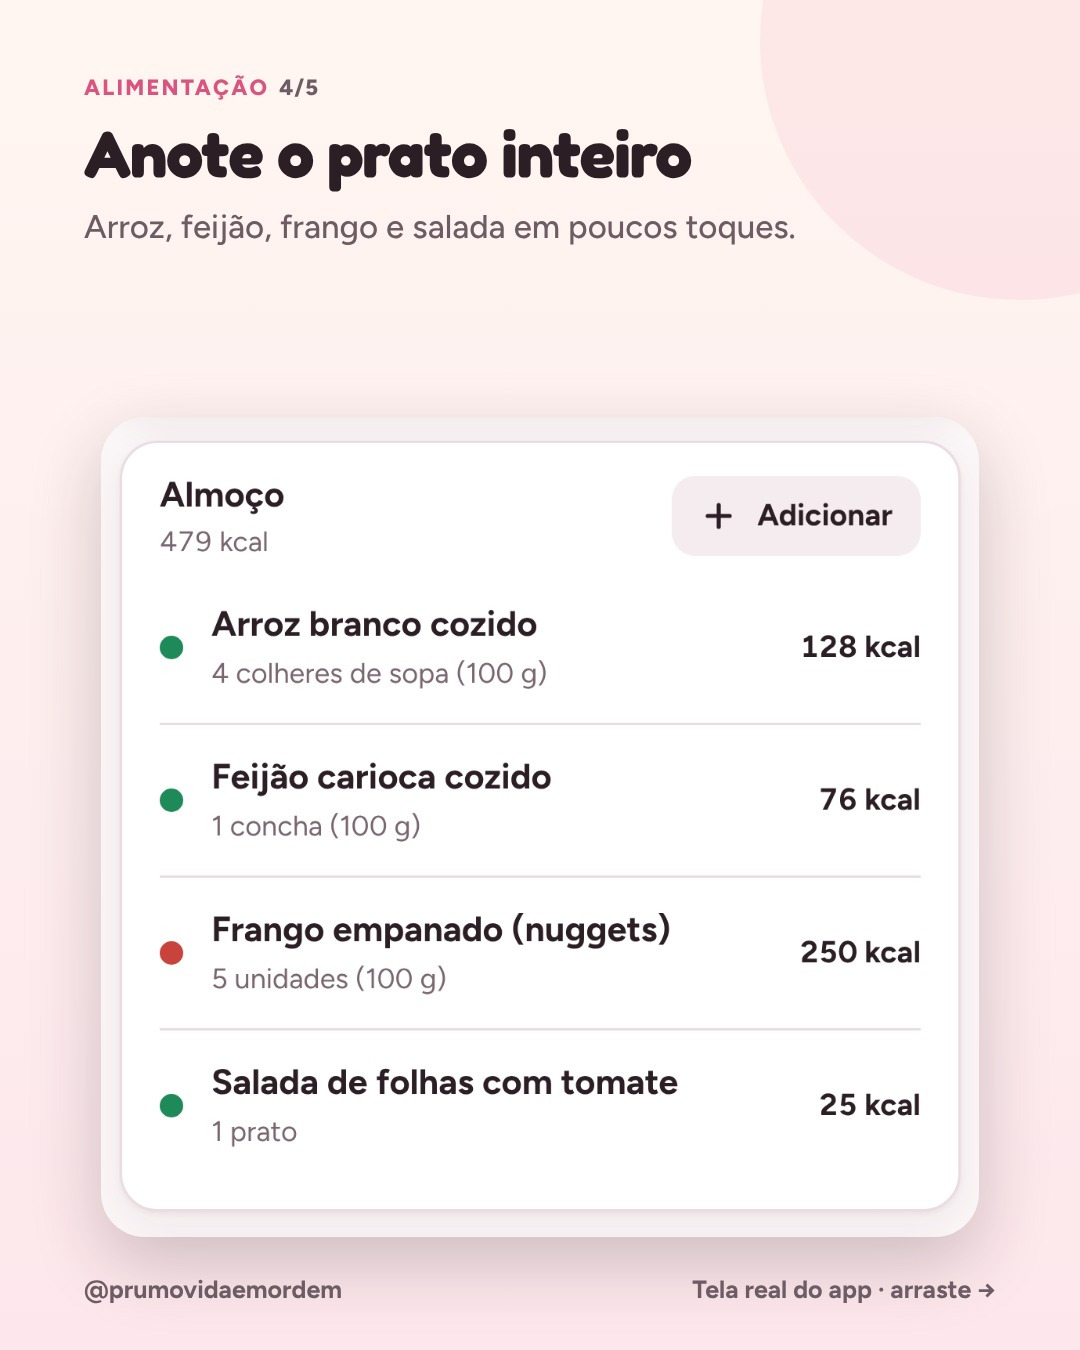 ALIMENTAÇÃO 4/5
Anote o prato inteiro
Arroz, feijão, frango e salada em poucos toques.
Almoço
479 kcal
+ Adicionar
Arroz branco cozido
4 colheres de sopa (100 g)
128 kcal
Feijão carioca cozido
1 concha (100 g)
76 kcal
Frango empanado (nuggets)
5 unidades (100 g)
250 kcal
Salada de folhas com tomate
1 prato
25 kcal
@prumovidaemordem
Tela real do app · arraste →